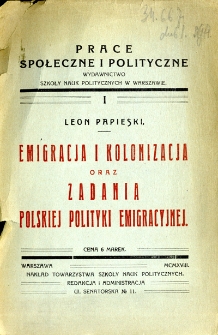 PRACE
SPOŁECZNE I POLITYCZNE
WYDAWNICTWO
SZKOŁY NAUK POLITYCZNYCH W WARSZAWIE.
I
LEON PAPIESKI.
EMIGRACJA I KOLONIZACJA
ORAZ
ZADANIA
POLSKIEJ POLITYKI EMIGRACYJNEJ.
CENA 6 MAREK.
WARSZAWA MCMXVIII.
NAKŁAD TOWARZYSTWA SZKOŁY NAUK POLITYCZNYCH.
REDAKCJA I ADMINISTRACJA
UL. SENATORSKA № 11.